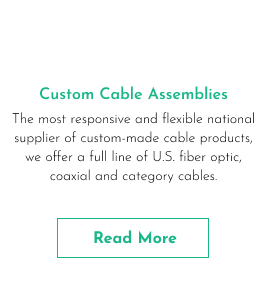 Custom Cable Assemblies
The most responsive and flexible national
supplier of custom-made cable products,
we offer a full line of U.S. fiber optic,
coaxial and category cables.
Read More